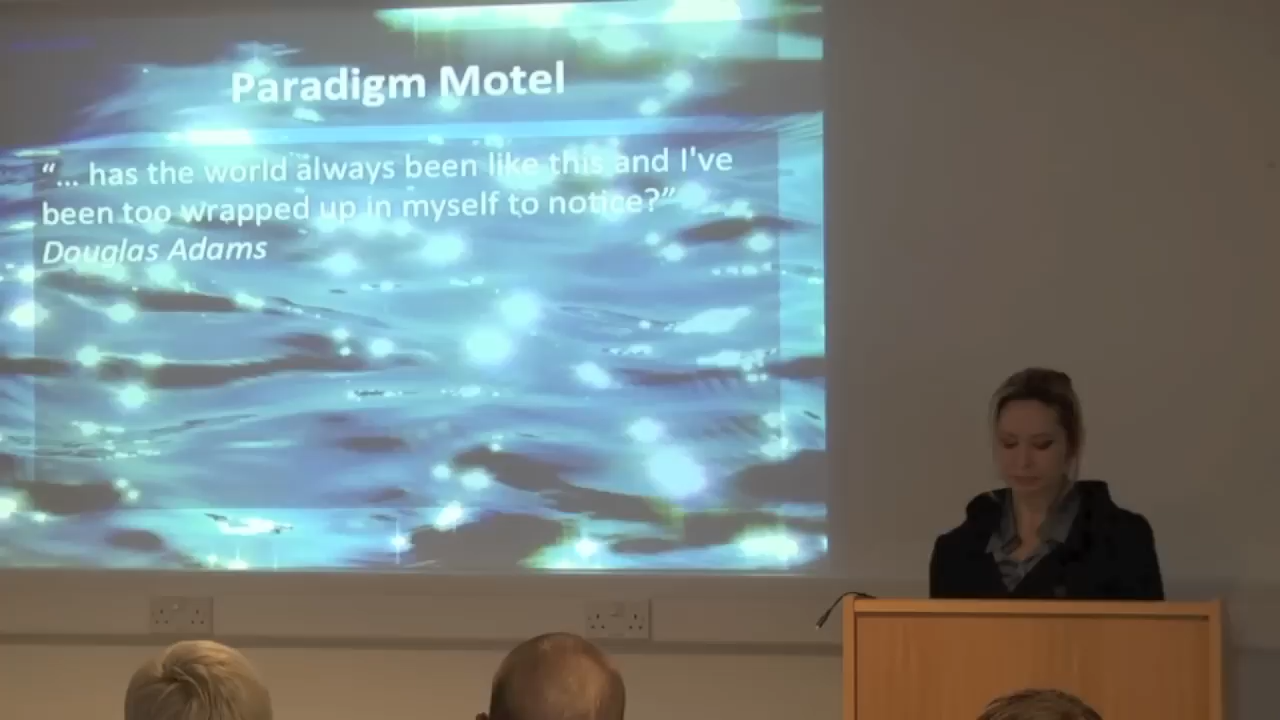 Paradigm Motel
“... has the world always been like this and I've
been too wrapped up in myself to notice?”
Douglas Adams